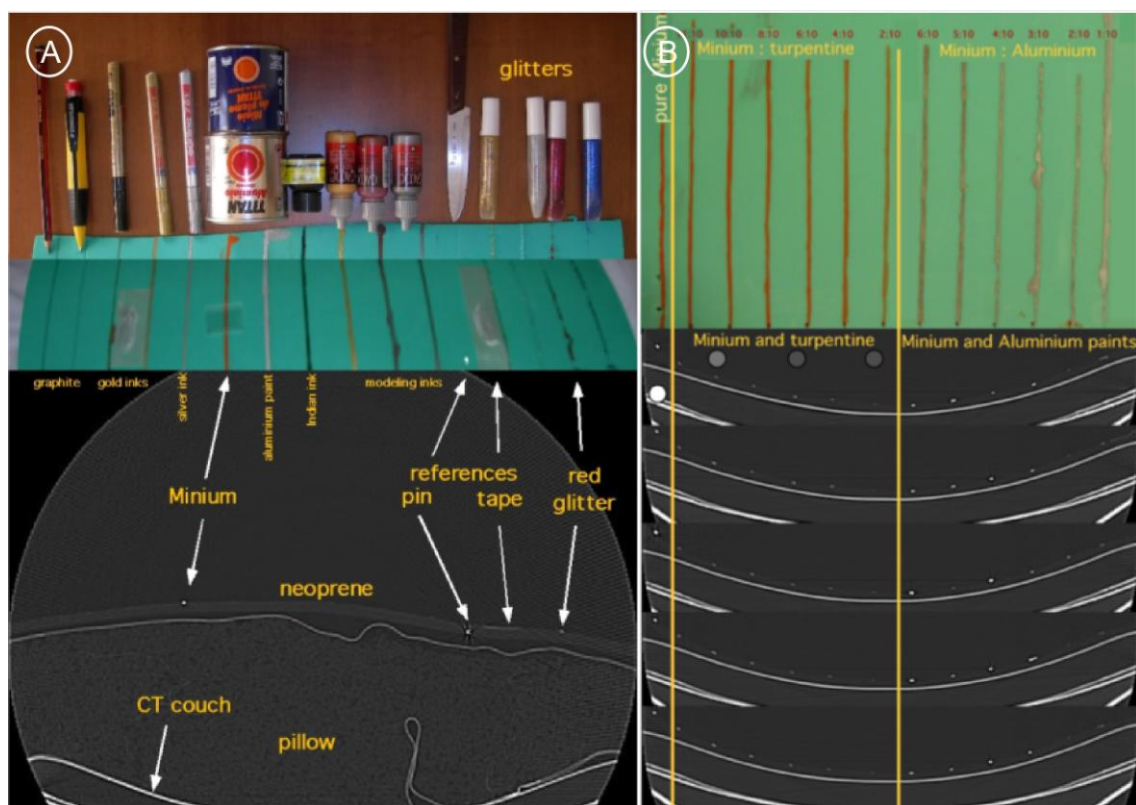 A
glitters
TITAN
TITAN
graphite
gold inks
silver ink
aluminium paint
Indian ink
modeling inks
Minium
references
pin
tape
red
glitter
neoprene
CT couch
pillow
B
pure Minium
10:10
8:10
6:10
4:10
2:10
6:10
5:10
4:10
3:10
2:10
1:10
Minium : turpentine
Minium : Aluminium
Minium and turpentine
Minium and Aluminium paints